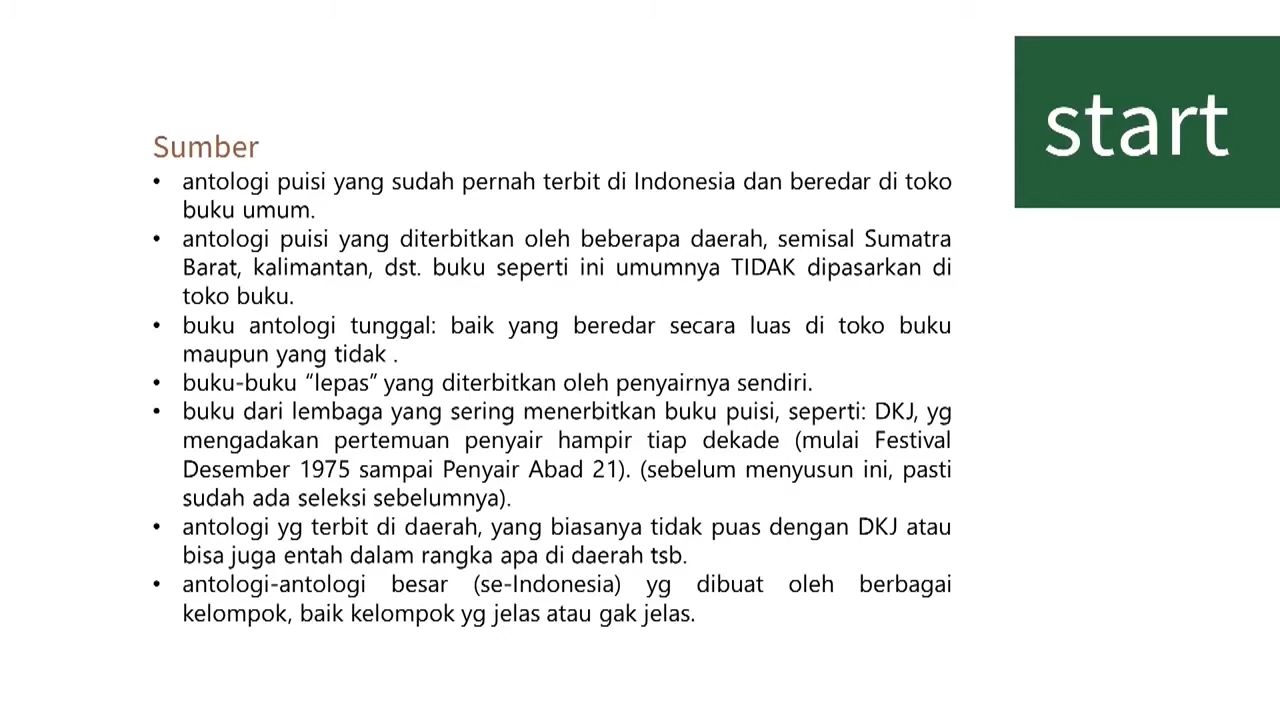 start
Sumber
• antologi puisi yang sudah pernah terbit di Indonesia dan beredar di toko
buku umum.
• antologi puisi yang diterbitkan oleh beberapa daerah, semisal Sumatra
Barat, kalimantan, dst. buku seperti ini umumnya TIDAK dipasarkan di
toko buku.
• buku antologi tunggal: baik yang beredar secara luas di toko buku
maupun yang tidak .
• buku-buku “lepas” yang diterbitkan oleh penyairnya sendiri.
• buku dari lembaga yang sering menerbitkan buku puisi, seperti: DKJ, yg
mengadakan pertemuan penyair hampir tiap dekade (mulai Festival
Desember 1975 sampai Penyair Abad 21). (sebelum menyusun ini, pasti
sudah ada seleksi sebelumnya).
• antologi yg terbit di daerah, yang biasanya tidak puas dengan DKJ atau
bisa juga entah dalam rangka apa di daerah tsb.
• antologi-antologi besar (se-Indonesia) yg dibuat oleh berbagai
kelompok, baik kelompok yg jelas atau gak jelas.